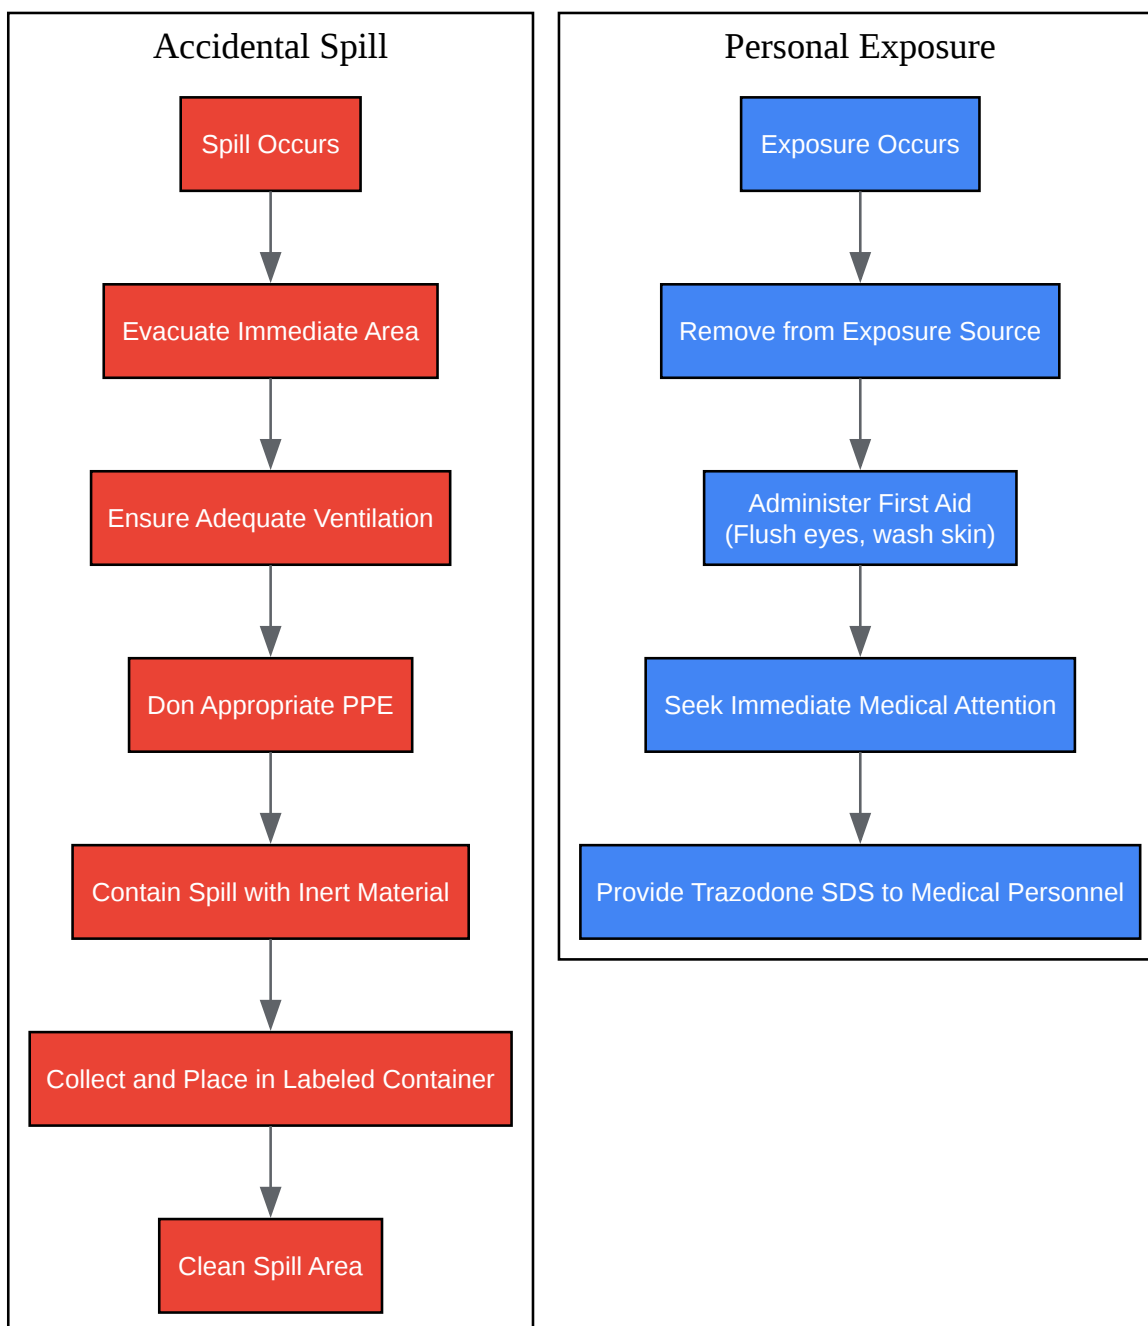 Accidental Spill
Spill Occurs
Evacuate Immediate Area
Ensure Adequate Ventilation
Don Appropriate PPE
Contain Spill with Inert Material
Collect and Place in Labeled Container
Clean Spill Area
Personal Exposure
Exposure Occurs
Remove from Exposure Source
Administer First Aid
(Flush eyes, wash skin)
Seek Immediate Medical Attention
Provide Trazodone SDS to Medical Personnel